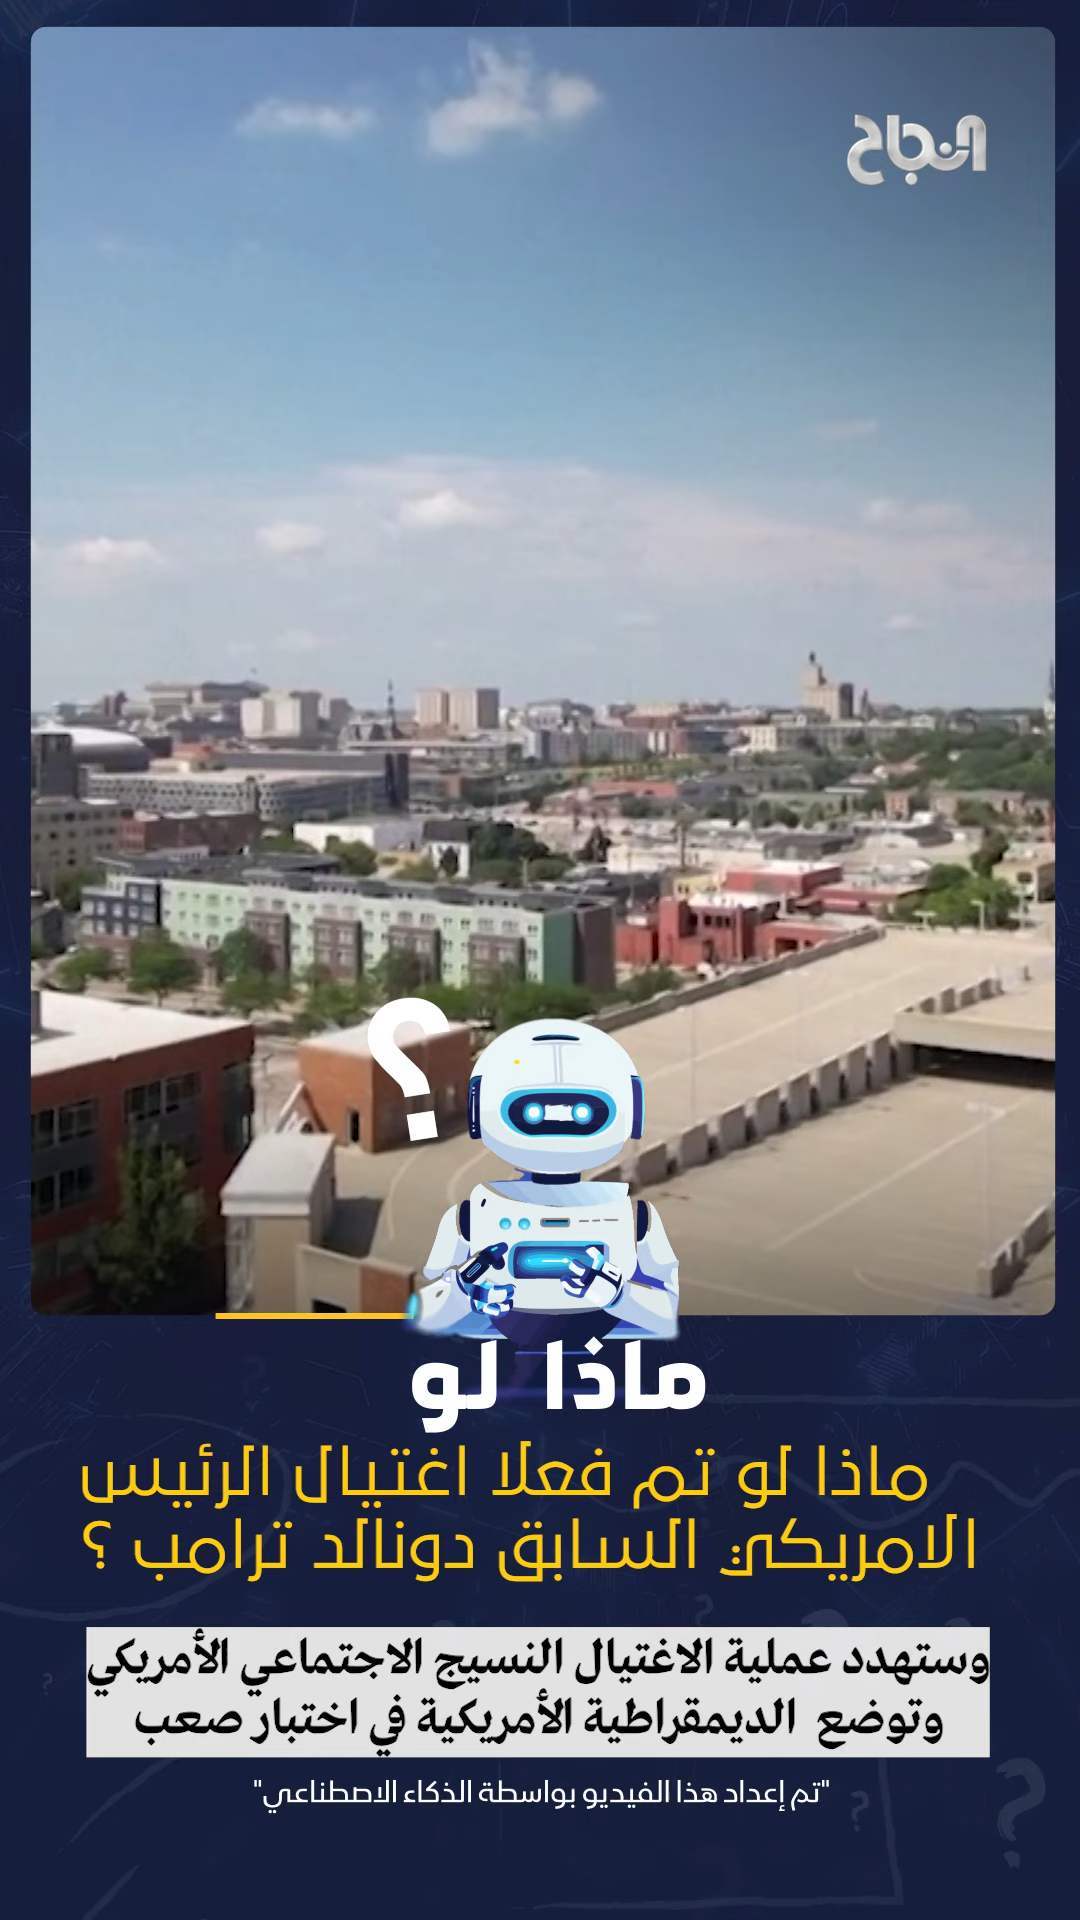 النجاح
؟
ماذا لو
ماذا لو تم فعلا اغتيال الرئيس
الامريكي السابق دونالد ترامب ؟
وستهدد عملية الاغتيال النسيج الاجتماعي الأمريكي
وتوضع الديمقراطية الأمريكية في اختبار صعب
"تم إعداد هذا الفيديو بواسطة الذكاء الاصطناعي"